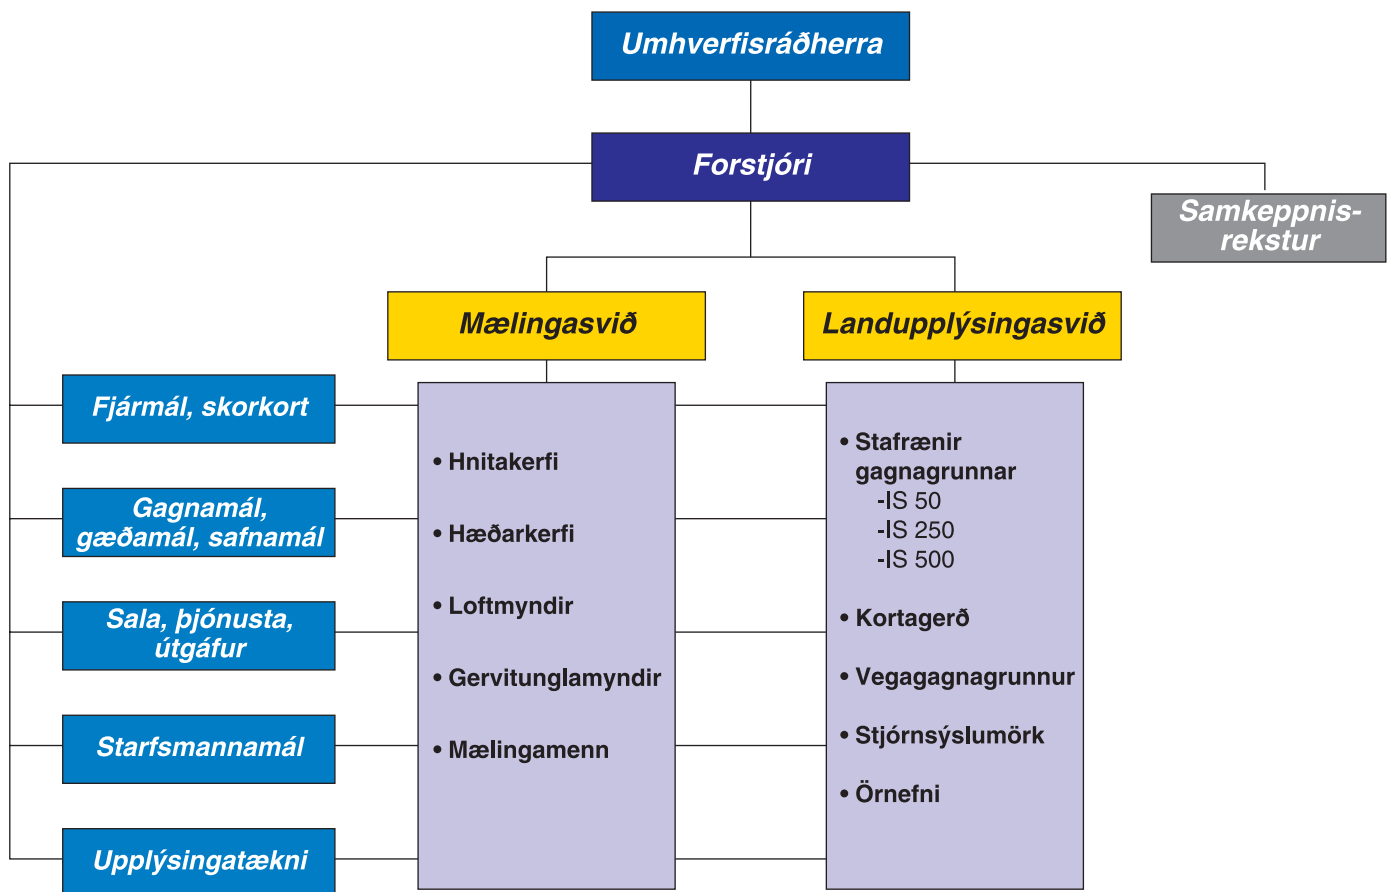 Umhverfisráðherra
Forstjóri
Samkeppnis-
rekstur
Mælingasvið
Landupplýsingasvið
Fjármál, skorkort
Gagnamál,
gæðamál, safnamál
Sala, þjónusta,
útgáfur
Starfsmannamál
Upplýsingatækni
• Hnitakerfi
• Hæðarkerfi
• Loftmyndir
• Gervitunglamyndir
• Mælingamenn
• Stafrænir
gagnagrunnar
-IS 50
-IS 250
-IS 500
• Kortagerð
• Vegagagnagrunnur
• Stjórnsýslumörk
• Örnefni